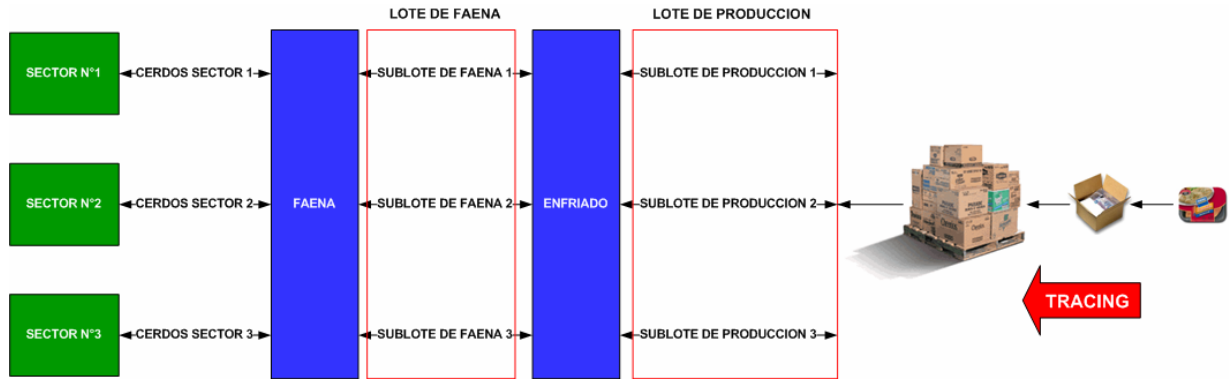 LOTE DE FAENA
LOTE DE PRODUCCION
SECTOR N°1
CERDOS SECTOR 1
SUBLOTE DE FAENA 1
SUBLOTE DE PRODUCCION 1
SECTOR N°2
CERDOS SECTOR 2
FAENA
SUBLOTE DE FAENA 2
ENFRIADO
SUBLOTE DE PRODUCCION 2
TRACING
SECTOR N°3
CERDOS SECTOR 3
SUBLOTE DE FAENA 3
SUBLOTE DE PRODUCCION 3